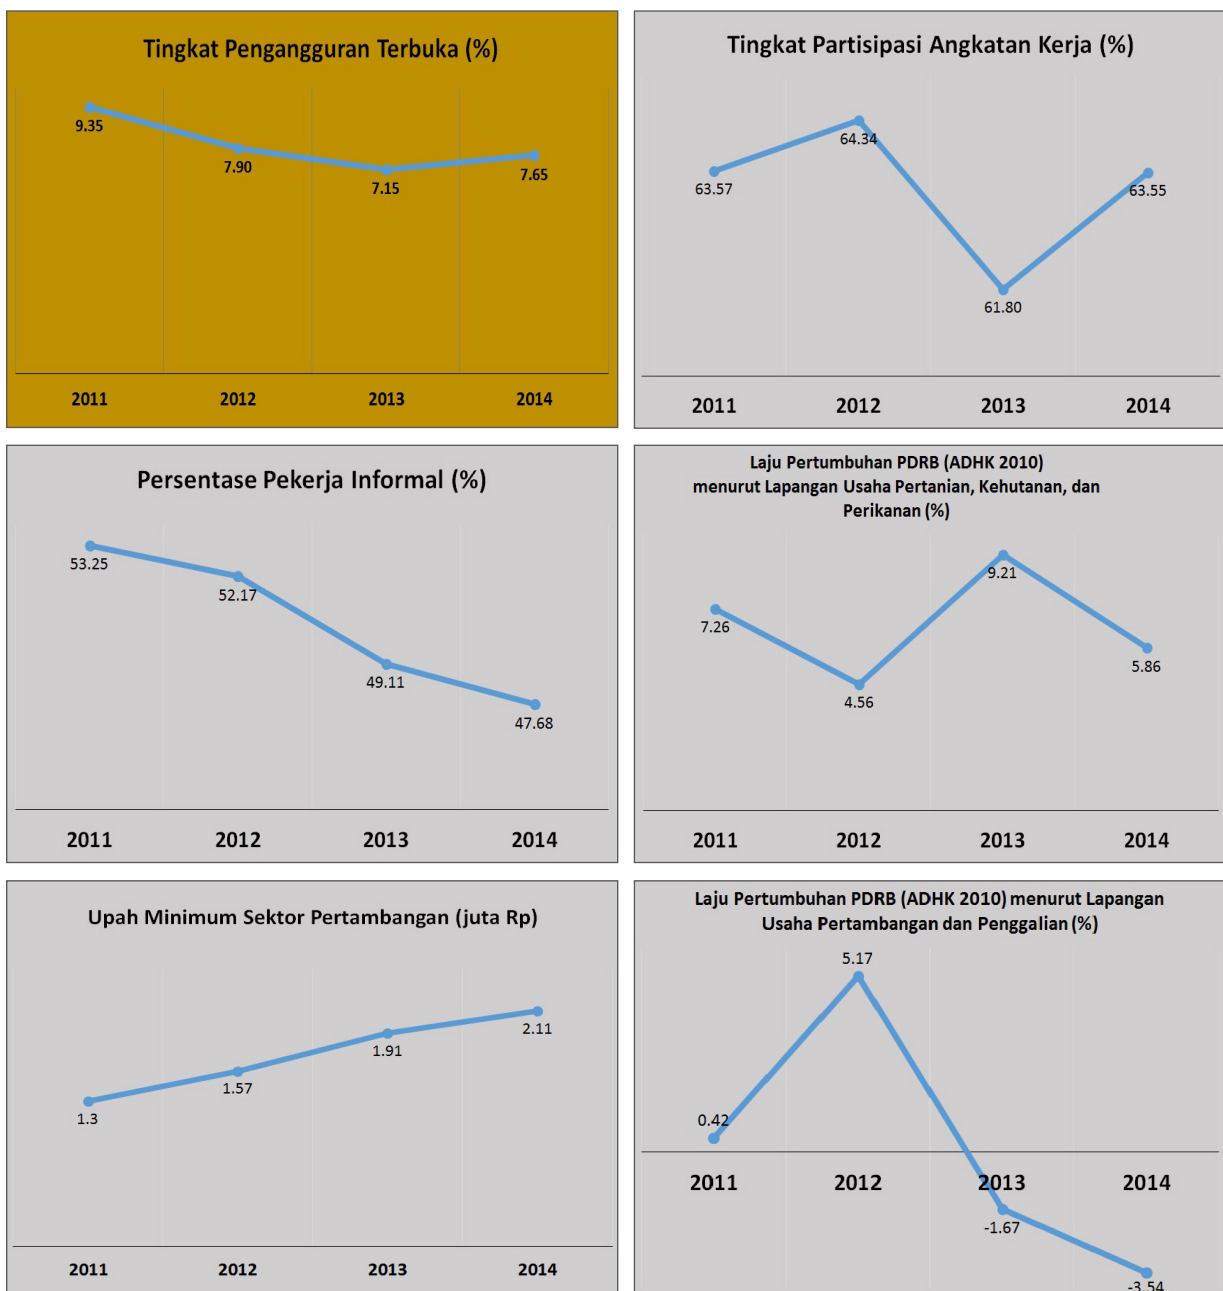 Tingkat Pengangguran Terbuka (%)
9.35
7.90
7.15
7.65
2011 2012 2013 2014
Tingkat Partisipasi Angkatan Kerja (%)
63.57
64.34
61.80
63.55
2011 2012 2013 2014
Persentase Pekerja Informal (%)
53.25
52.17
49.11
47.68
2011 2012 2013 2014
Laju Pertumbuhan PDRB (ADHK 2010)
menurut Lapangan Usaha Pertanian, Kehutanan, dan
Perikanan (%)
7.26
4.56
9.21
5.86
2011 2012 2013 2014
Upah Minimum Sektor Pertambangan (juta Rp)
1.3
1.57
1.91
2.11
2011 2012 2013 2014
Laju Pertumbuhan PDRB (ADHK 2010) menurut Lapangan
Usaha Pertambangan dan Penggalian (%)
0.42
5.17
-1.67
-3.54
2011 2012 2013 2014